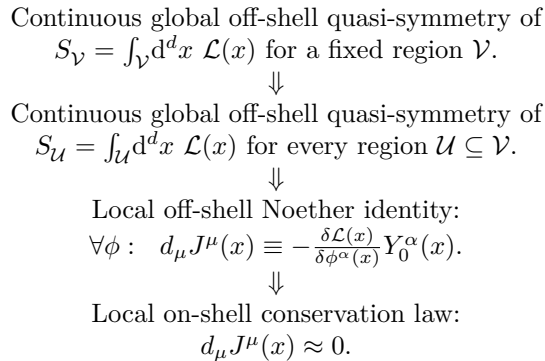 Continuous global off-shell quasi-symmetry of
S_𝒱 = ∫_𝒱 d^d x ℒ(x) for a fixed region 𝒱.
⇓
Continuous global off-shell quasi-symmetry of
S_𝒰 = ∫_𝒰 d^d x ℒ(x) for every region 𝒰 ⊆ 𝒱.
⇓
Local off-shell Noether identity:
∀ϕ : d_μ J^μ(x) ≡ −\frac{δℒ(x)}{δϕ^α(x)} Y_0^α(x).
⇓
Local on-shell conservation law:
d_μ J^μ(x) ≈ 0.